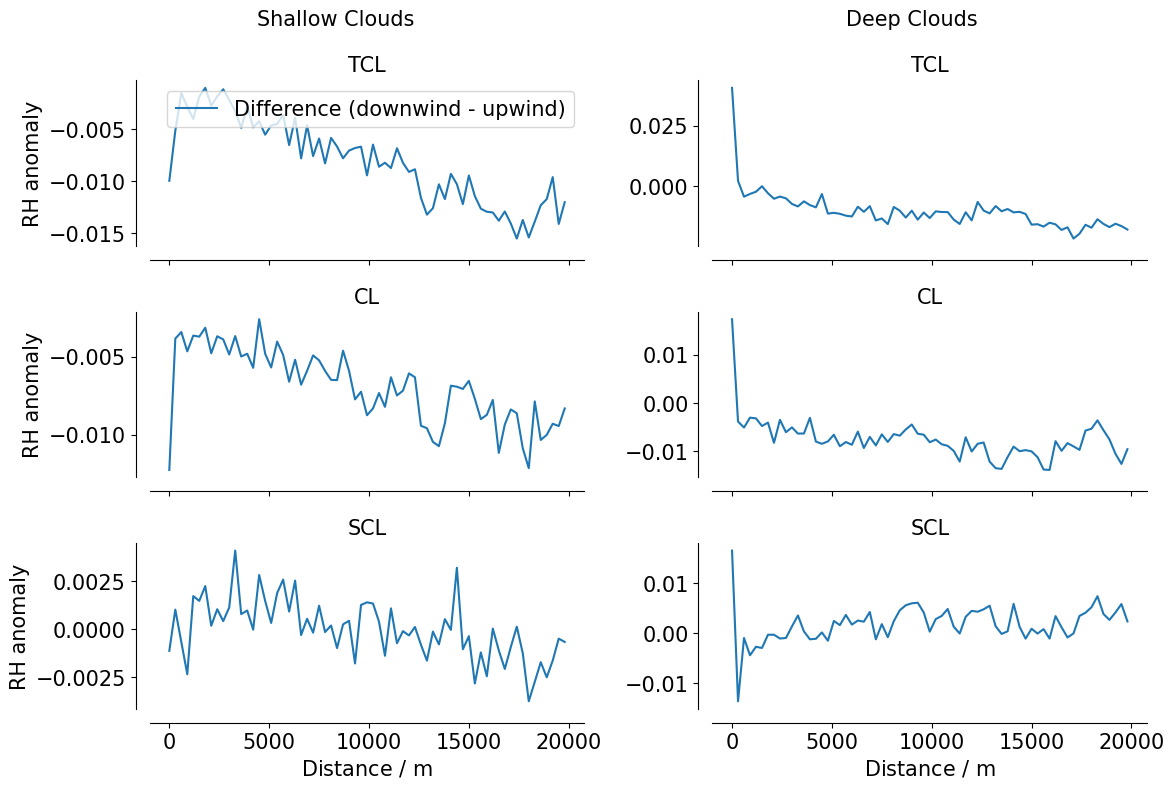 Shallow Clouds
Deep Clouds
TCL
TCL
Difference (downwind - upwind)
RH anomaly
−0.005
−0.010
−0.015
0.025
0.000
CL
CL
RH anomaly
−0.005
−0.010
0.01
0.00
−0.01
SCL
SCL
RH anomaly
0.0025
0.0000
−0.0025
0.01
0.00
−0.01
0 5000 10000 15000 20000
0 5000 10000 15000 20000
Distance / m
Distance / m